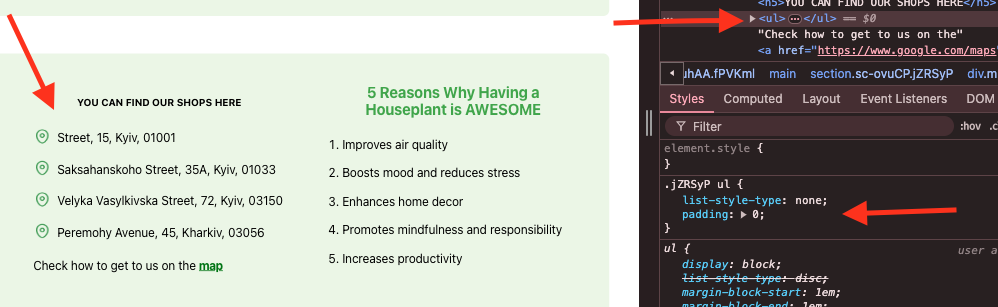 YOU CAN FIND OUR SHOPS HERE
Street, 15, Kyiv, 01001
Saksahanskoho Street, 35A, Kyiv, 01033
Velyka Vasylkivska Street, 72, Kyiv, 03150
Peremohy Avenue, 45, Kharkiv, 03056
Check how to get to us on the map
5 Reasons Why Having a
Houseplant is AWESOME
1. Improves air quality
2. Boosts mood and reduces stress
3. Enhances home decor
4. Promotes mindfulness and responsibility
5. Increases productivity
<h5>YOU CAN FIND OUR SHOPS HERE</h5>
… <ul>…</ul> == $0
"Check how to get to us on the"
<a href="https://www.google.com/maps
uhAA.fPVKml main section.sc-ovuCP.jZRSyP div.m
Styles Computed Layout Event Listeners DOM
Filter :hov .c
element.style {
}
.jZRSyP ul {
list-style-type: none;
padding: 0;
}
ul { user a
display: block;
list-style-type: disc;
margin-block-start: 1em;
margin-block-end: 1em;